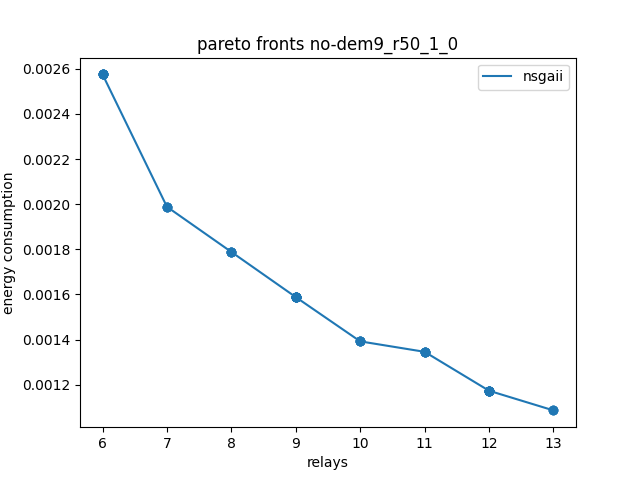 pareto fronts no-dem9_r50_1_0
nsgaii
0.0026
0.0024
0.0022
0.0020
0.0018
0.0016
0.0014
0.0012
energy consumption
6 7 8 9 10 11 12 13
relays